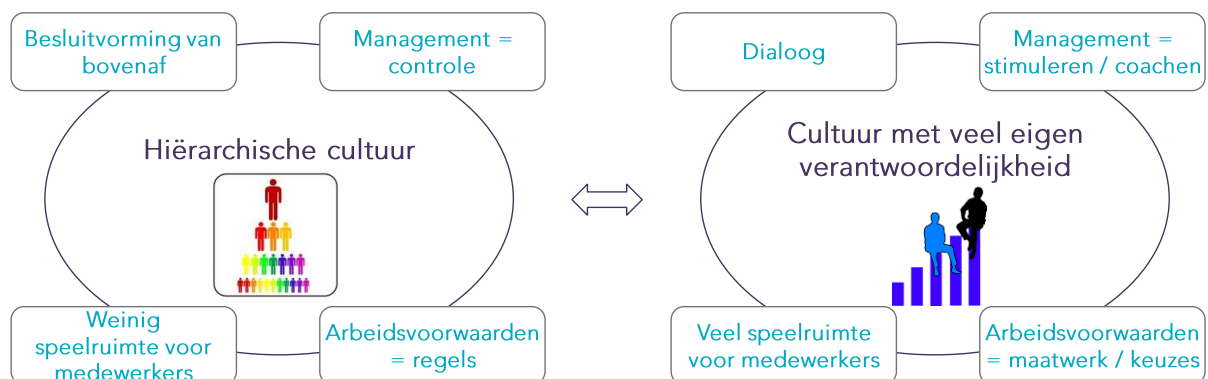 Besluitvorming van
bovenaf
Management =
controle
Hiërarchische cultuur
Weinig
speelruimte voor
medewerkers
Arbeidsvoorwaarden
= regels
Dialoog
Management =
stimuleren / coachen
Cultuur met veel eigen
verantwoordelijkheid
Veel speelruimte
voor medewerkers
Arbeidsvoorwaarden
= maatwerk / keuzes